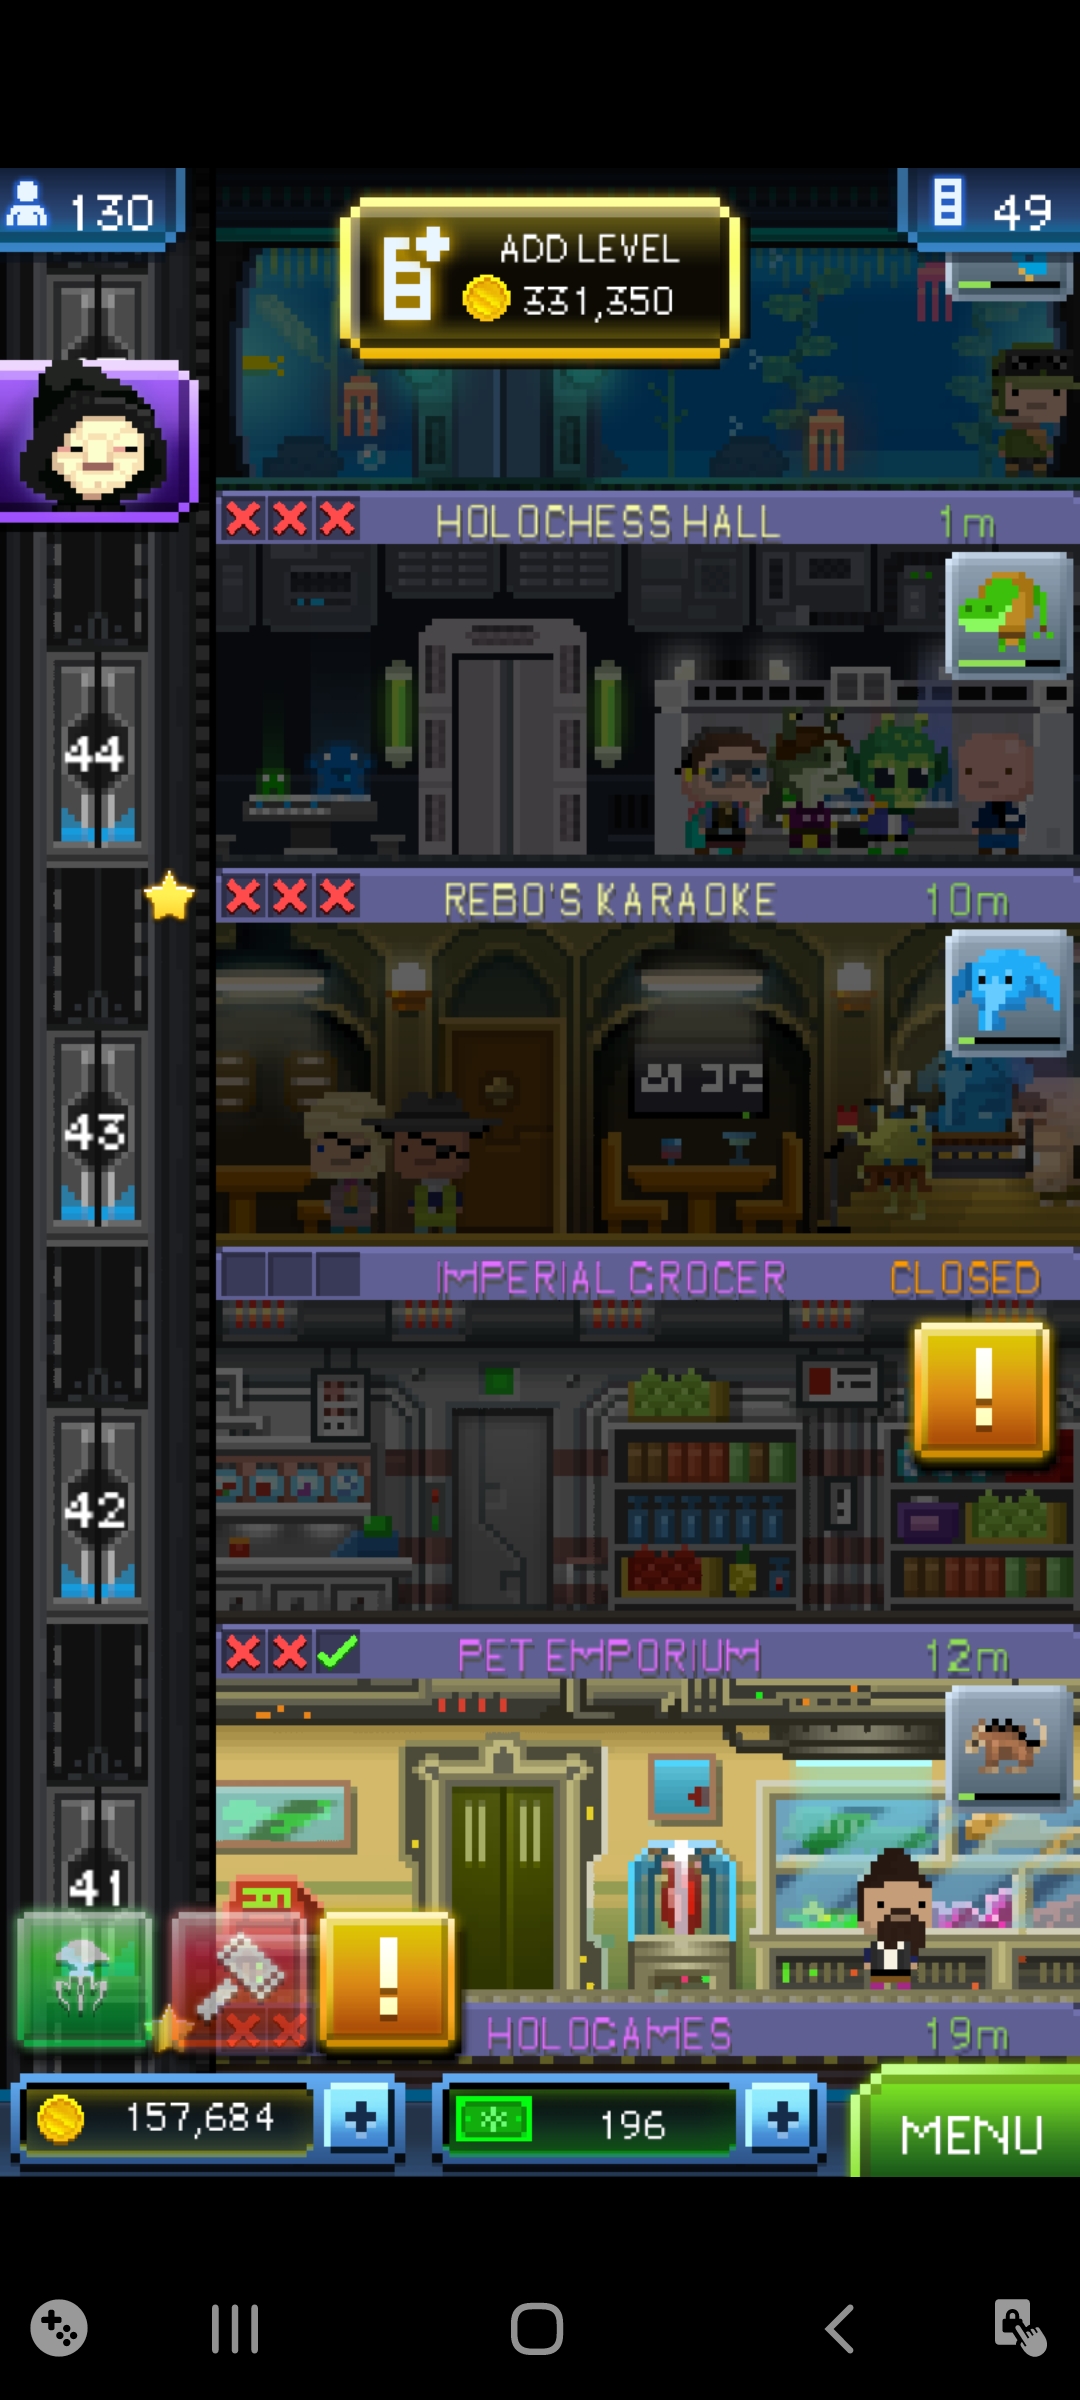 130
ADD LEVEL
331,350
49
HOLOCHESS HALL 1m
44
REBO'S KARAOKE 10m
43
IMPERIAL GROCER CLOSED
!
42
PET EMPORIUM 12m
41
!
HOLOGAMES 19m
157,684 + 196 + MENU